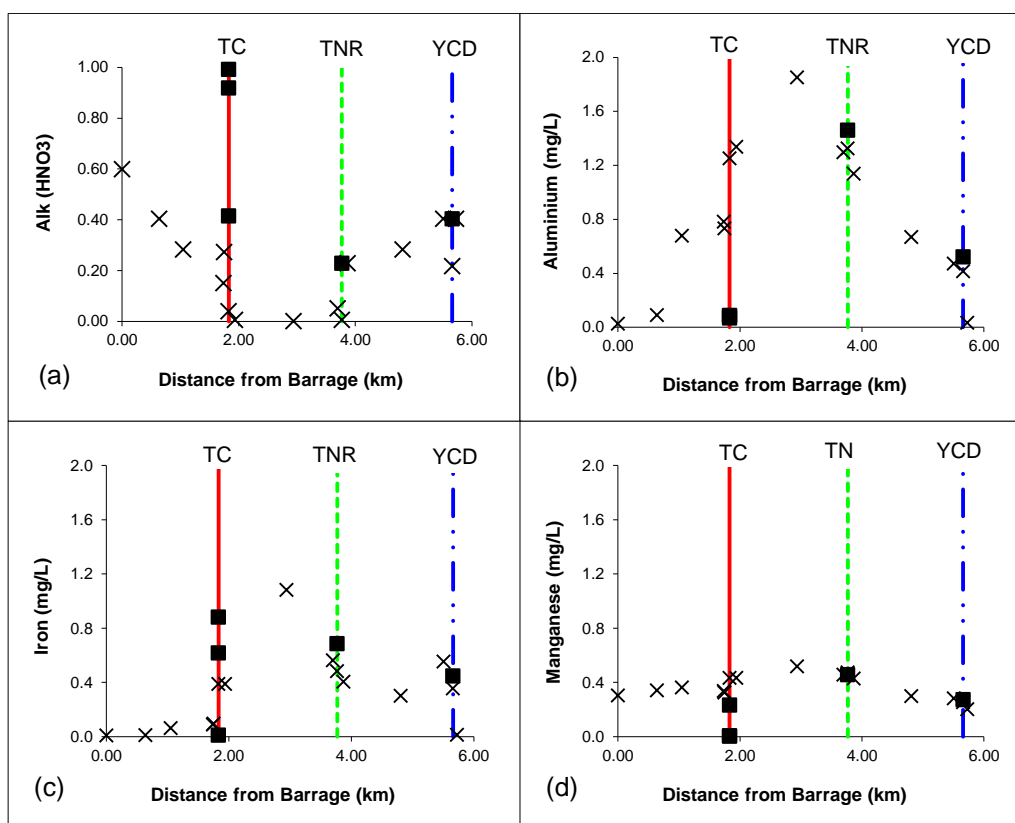 TC TNR YCD
1.00
0.80
0.60
0.40
0.20
0.00
Alk (HNO3)
0.00 2.00 4.00 6.00
(a) Distance from Barrage (km)
TC TNR YCD
2.0
1.6
1.2
0.8
0.4
0.0
Aluminium (mg/L)
0.00 2.00 4.00 6.00
(b) Distance from Barrage (km)
TC TNR YCD
2.0
1.6
1.2
0.8
0.4
0.0
Iron (mg/L)
0.00 2.00 4.00 6.00
(c) Distance from Barrage (km)
TC TN YCD
2.0
1.6
1.2
0.8
0.4
0.0
Manganese (mg/L)
0.00 2.00 4.00 6.00
(d) Distance from Barrage (km)